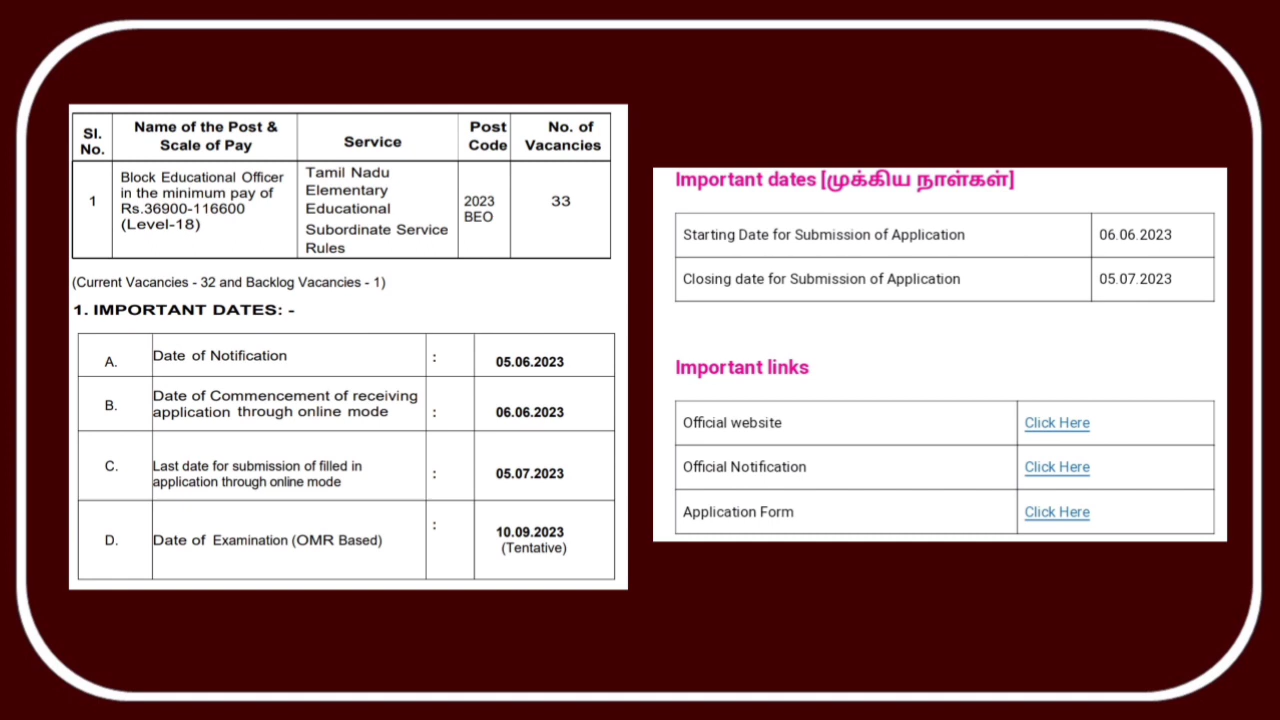 Sl. No.
Name of the Post & Scale of Pay
Service
Post Code
No. of Vacancies
1
Block Educational Officer
in the minimum pay of
Rs.36900-116600
(Level-18)
Tamil Nadu
Elementary
Educational
Subordinate Service
Rules
2023
BEO
33
(Current Vacancies - 32 and Backlog Vacancies - 1)
1. IMPORTANT DATES: -
A. Date of Notification : 05.06.2023
B. Date of Commencement of receiving
application through online mode : 06.06.2023
C. Last date for submission of filled in
application through online mode : 05.07.2023
D. Date of Examination (OMR Based) : 10.09.2023
(Tentative)
Important dates [முக்கிய நாள்கள்]
Starting Date for Submission of Application 06.06.2023
Closing date for Submission of Application 05.07.2023
Important links
Official website Click Here
Official Notification Click Here
Application Form Click Here